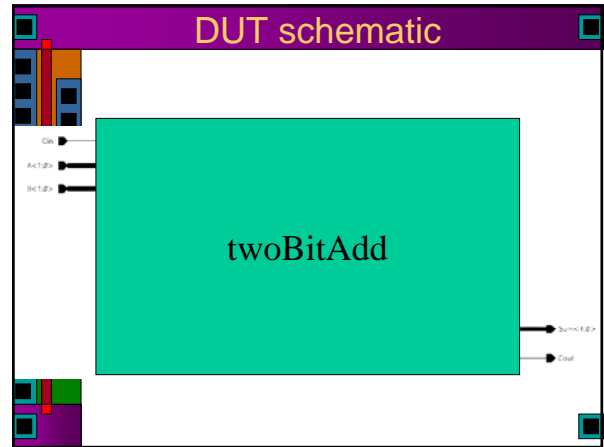 DUT schematic
Cin
A<1:0>
B<1:0>
twoBitAdd
Sum<1:0>
Cout